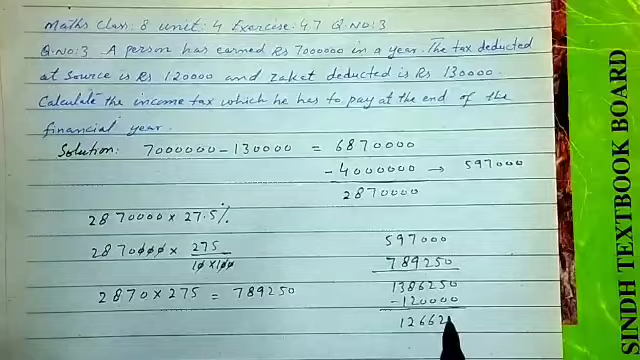 Maths Class: 8 unit: 4 Exercise: 4.7 Q.No: 3
Q.No: 3 A person has earned Rs 7000000 in a year. The tax deducted
at source is Rs 120000 and zaket deducted is Rs 130000.
Calculate the income tax which he has to pay at the end of the
financial year.
Solution: 7000000 - 130000 = 6870000
- 4000000 → 597000
2870000
2870000 × 27.5%
2870000 × 275
10 × 100
2870 × 275 = 789250
597000
789250
1386250
-120000
12662
SINDH TEXTBOOK BOARD